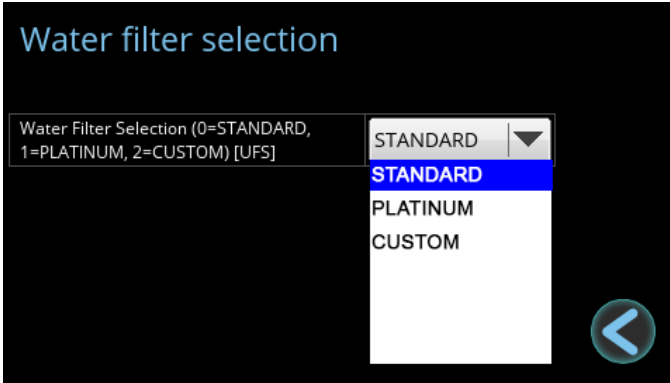 Water filter selection
Water Filter Selection (0=STANDARD,
1=PLATINUM, 2=CUSTOM) [UFS]
STANDARD
STANDARD
PLATINUM
CUSTOM